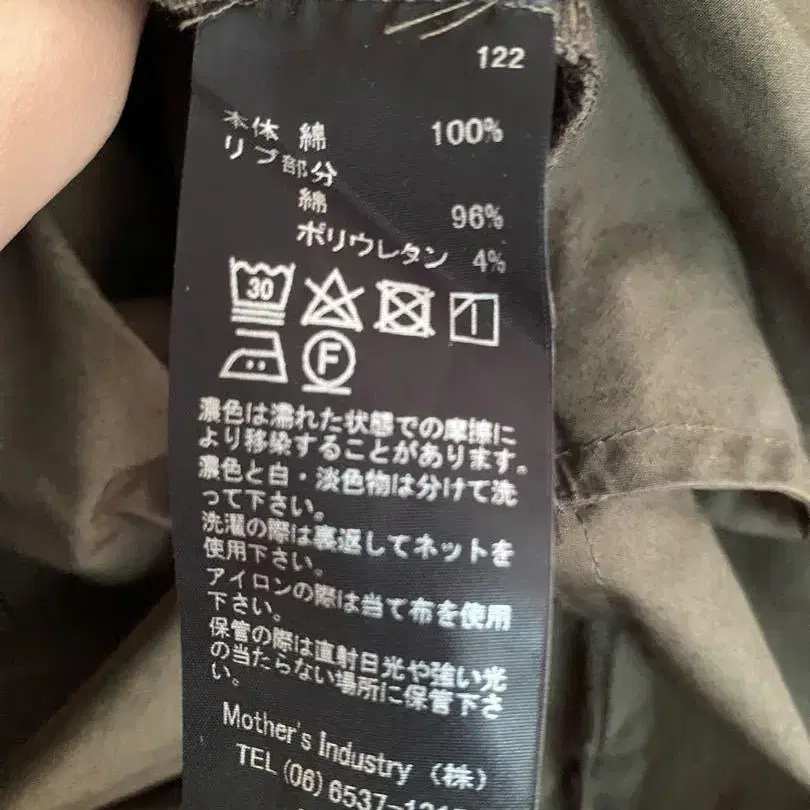 122
本体 綿 100%
リブ部分
綿 96%
ポリウレタン 4%
30
F
濃色は濡れた状態での摩擦に
より移染することがあります。
濃色と白・淡色物は分けて洗
って下さい。
洗濯の際は裏返してネットを
使用下さい。
アイロンの際は当て布を使用
下さい。
保管の際は直射日光や強い光
の当たらない場所に保管下さ
い。
Mother's Industry (株)
TEL (06) 6537-